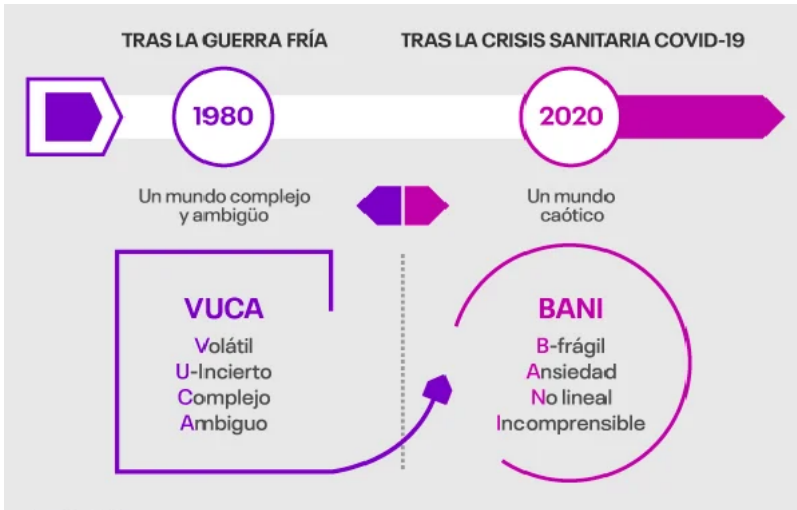 TRAS LA GUERRA FRÍA
TRAS LA CRISIS SANITARIA COVID-19
1980
2020
Un mundo complejo
y ambigüo
Un mundo
caótico
VUCA
Volátil
U-Incierto
Complejo
Ambiguo
BANI
B-frágil
Ansiedad
No lineal
Incomprensible